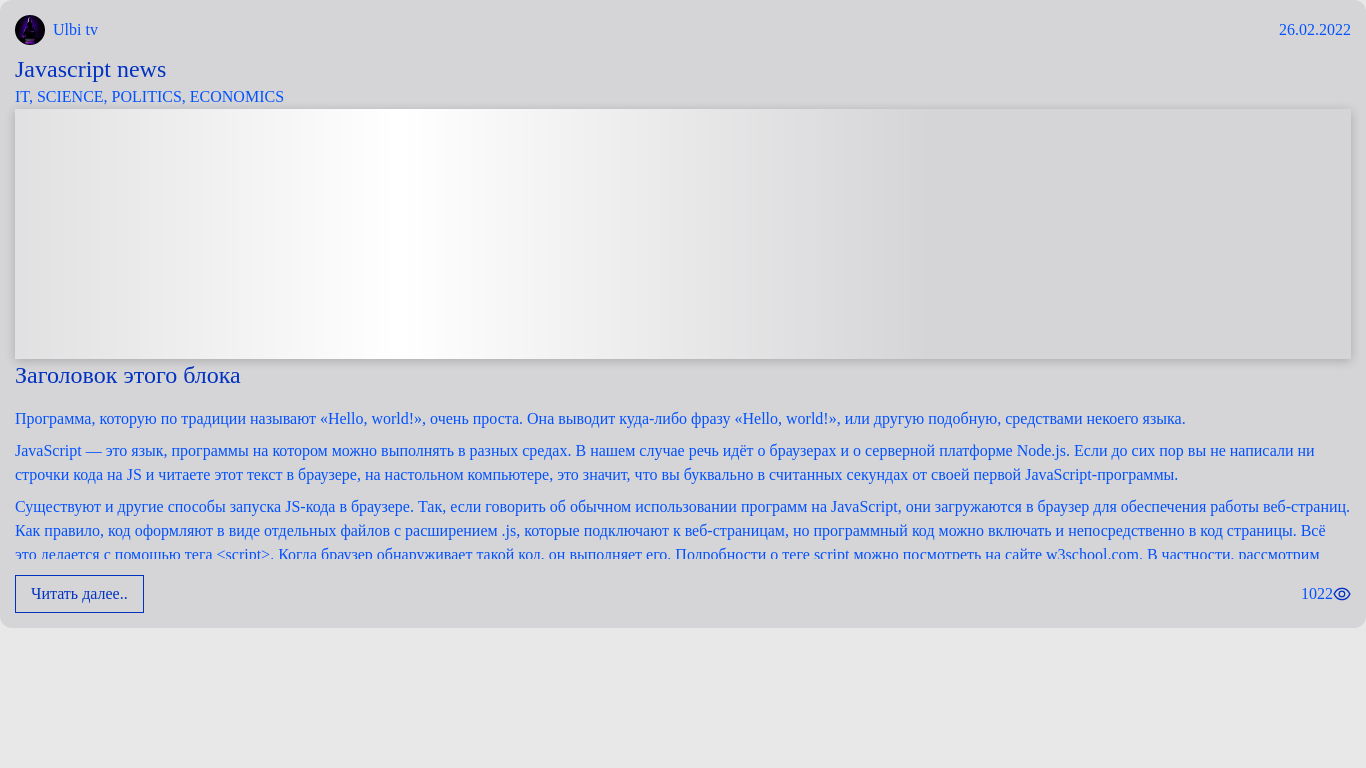 Ulbi tv
26.02.2022
Javascript news
IT, SCIENCE, POLITICS, ECONOMICS
Заголовок этого блока
Программа, которую по традиции называют «Hello, world!», очень проста. Она выводит куда-либо фразу «Hello, world!», или другую подобную, средствами некоего языка.
JavaScript — это язык, программы на котором можно выполнять в разных средах. В нашем случае речь идёт о браузерах и о серверной платформе Node.js. Если до сих пор вы не написали ни
строчки кода на JS и читаете этот текст в браузере, на настольном компьютере, это значит, что вы буквально в считанных секундах от своей первой JavaScript-программы.
Существуют и другие способы запуска JS-кода в браузере. Так, если говорить об обычном использовании программ на JavaScript, они загружаются в браузер для обеспечения работы веб-страниц.
Как правило, код оформляют в виде отдельных файлов с расширением .js, которые подключают к веб-страницам, но программный код можно включать и непосредственно в код страницы. Всё
это делается с помощью тега <script>. Когда браузер обнаруживает такой код, он выполняет его. Подробности о теге script можно посмотреть на сайте w3school.com. В частности, рассмотрим
Читать далее..
1022